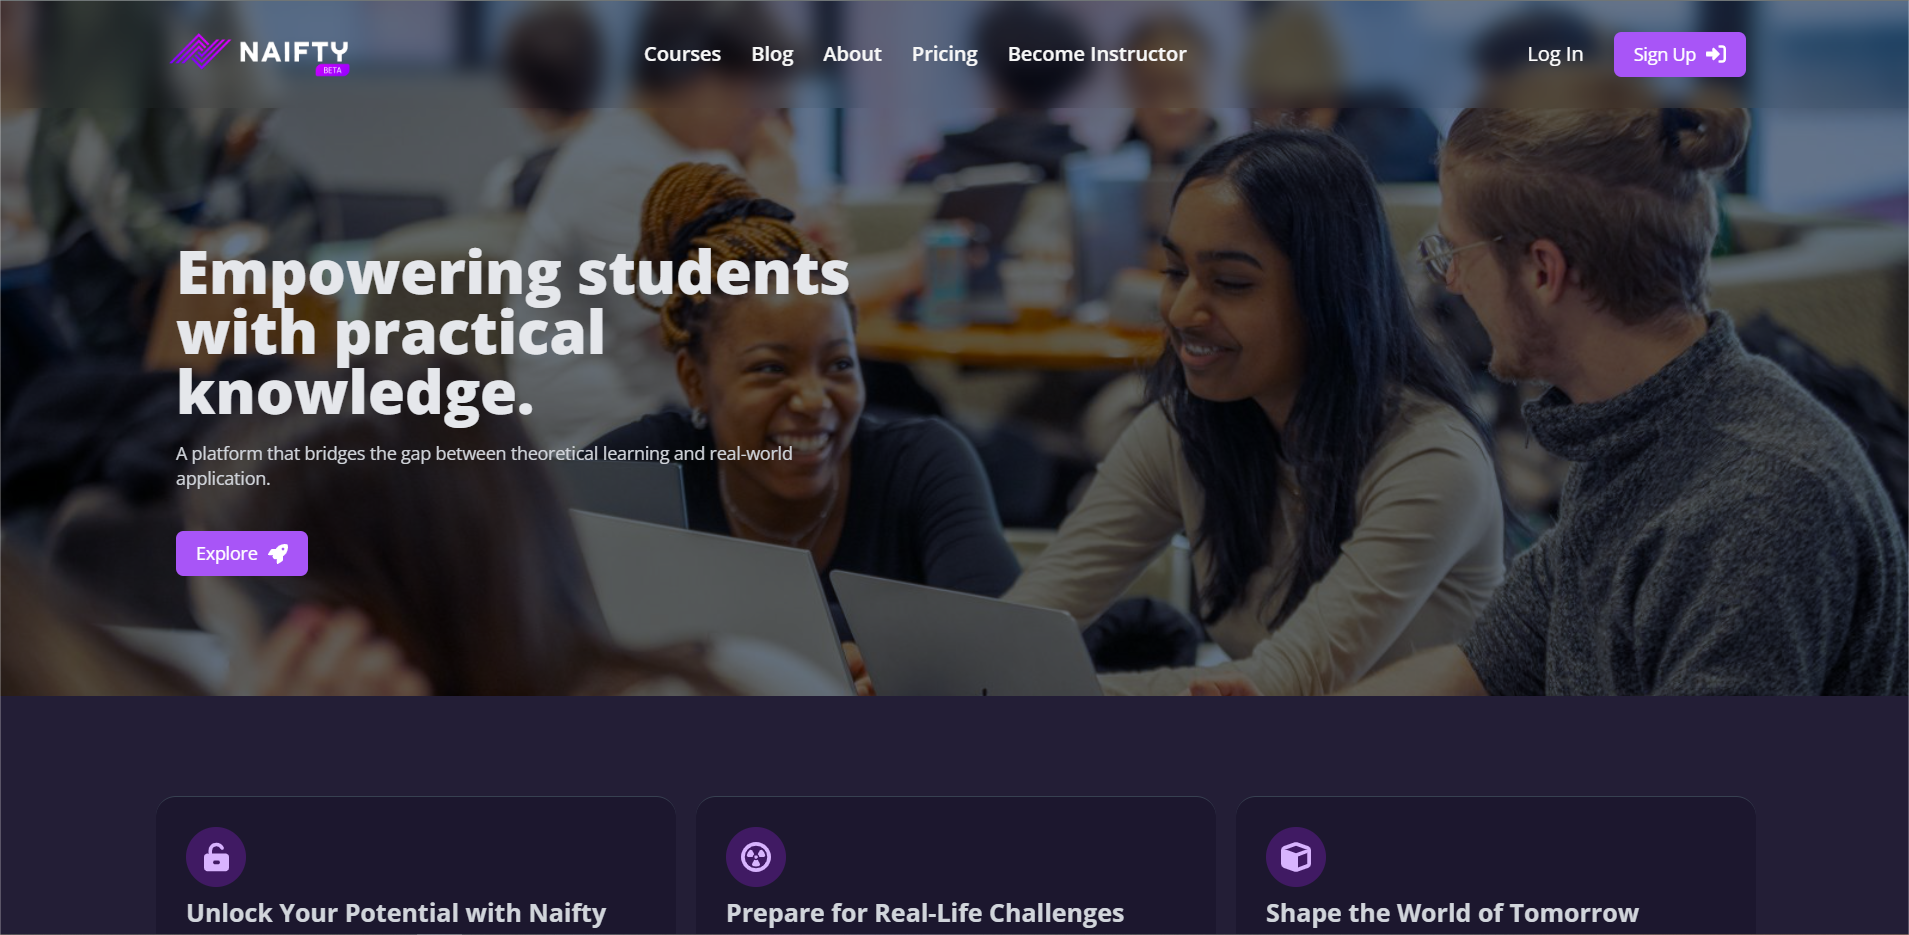 NAIFTY
BETA
Courses Blog About Pricing Become Instructor
Log In
Sign Up
Empowering students
with practical
knowledge.
A platform that bridges the gap between theoretical learning and real-world
application.
Explore
Unlock Your Potential with Naifty
Prepare for Real-Life Challenges
Shape the World of Tomorrow